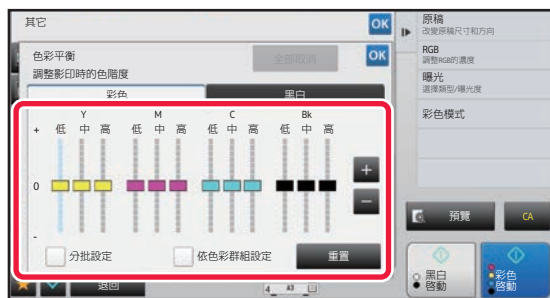 其它
OK
色彩平衡
調整影印時的色階度
全部取消
OK
彩色
黑白
Y
M
C
Bk
低 中 高
低 中 高
低 中 高
低 中 高
+
0
-
+
−
分批設定
依色彩群組設定
重置
返回
4
A3
原稿
改變原稿尺寸和方向
RGB
調整RGB的濃度
曝光
選擇類型/曝光度
彩色模式
預覽
CA
黑白
啓動
彩色
啓動